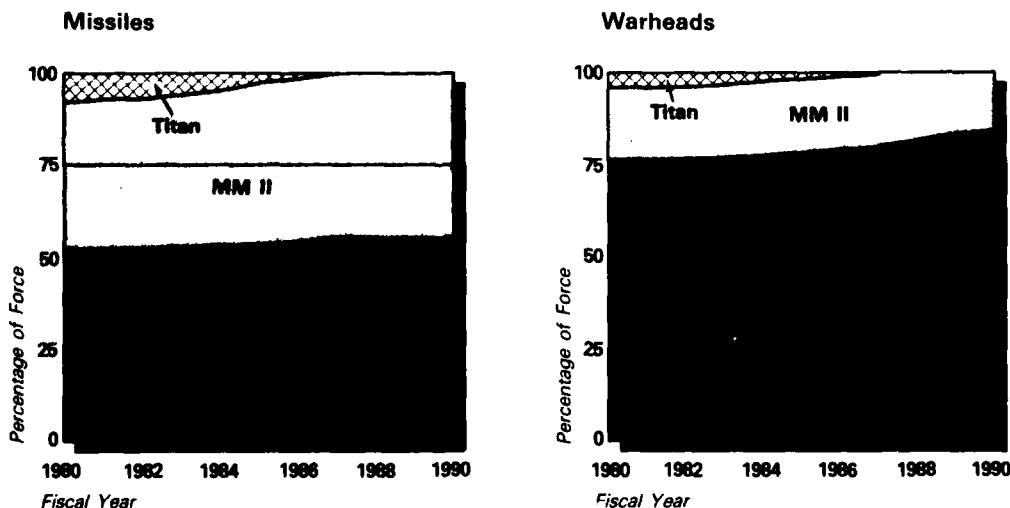 Missiles
100
75
50
25
0
Titan
MM II
Percentage of Force
1980 1982 1984 1986 1988 1990
Fiscal Year
Warheads
100
75
50
25
0
Titan
MM II
Percentage of Force
1980 1982 1984 1986 1988 1990
Fiscal Year